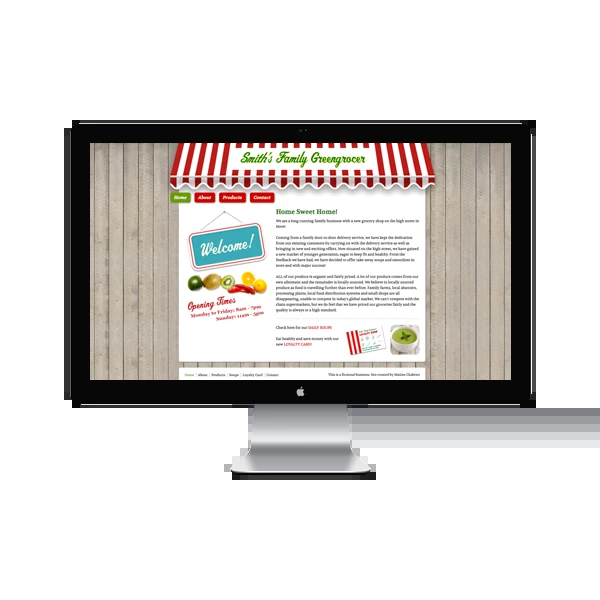 Smith's Family Greengrocer
Home About Products Contact
Home Sweet Home!
We are a long running family business with a new grocery shop on the high street in
Hove!
Coming from a family door-to-door delivery service, we have kept the dedication
from our existing customers by carrying on with the delivery service as well as
bringing in new and exciting offers. Now situated on the high street, we have gained
a new market of younger generation, eager to keep fit and healthy. From the
feedback we have had, we have decided to offer take away soups and smoothies in
store and with major success!
ALL of our produce is organic and fairly priced. A lot of our produce comes from our
own allotment and the remainder is locally sourced. We believe in locally sourced
produce as food is travelling further than ever before. Family farms, local abattoirs,
processing plants, local food distribution systems and small shops are all
disappearing, unable to compete in today's global market. We can't compete with the
chain supermarkets, but we do feel that we have priced our groceries fairly and the
quality is always to a high standard.
Check here for our DAILY SOUPS
Eat healthy and save money with our
new LOYALTY CARD!
Welcome!
Opening Times
Monday to Friday: 8am - 7pm
Sunday: 11am - 5pm
Home | About | Products | Soups | Loyalty Card | Contact
This is a fictional business. Site created by Maxine Chalmers